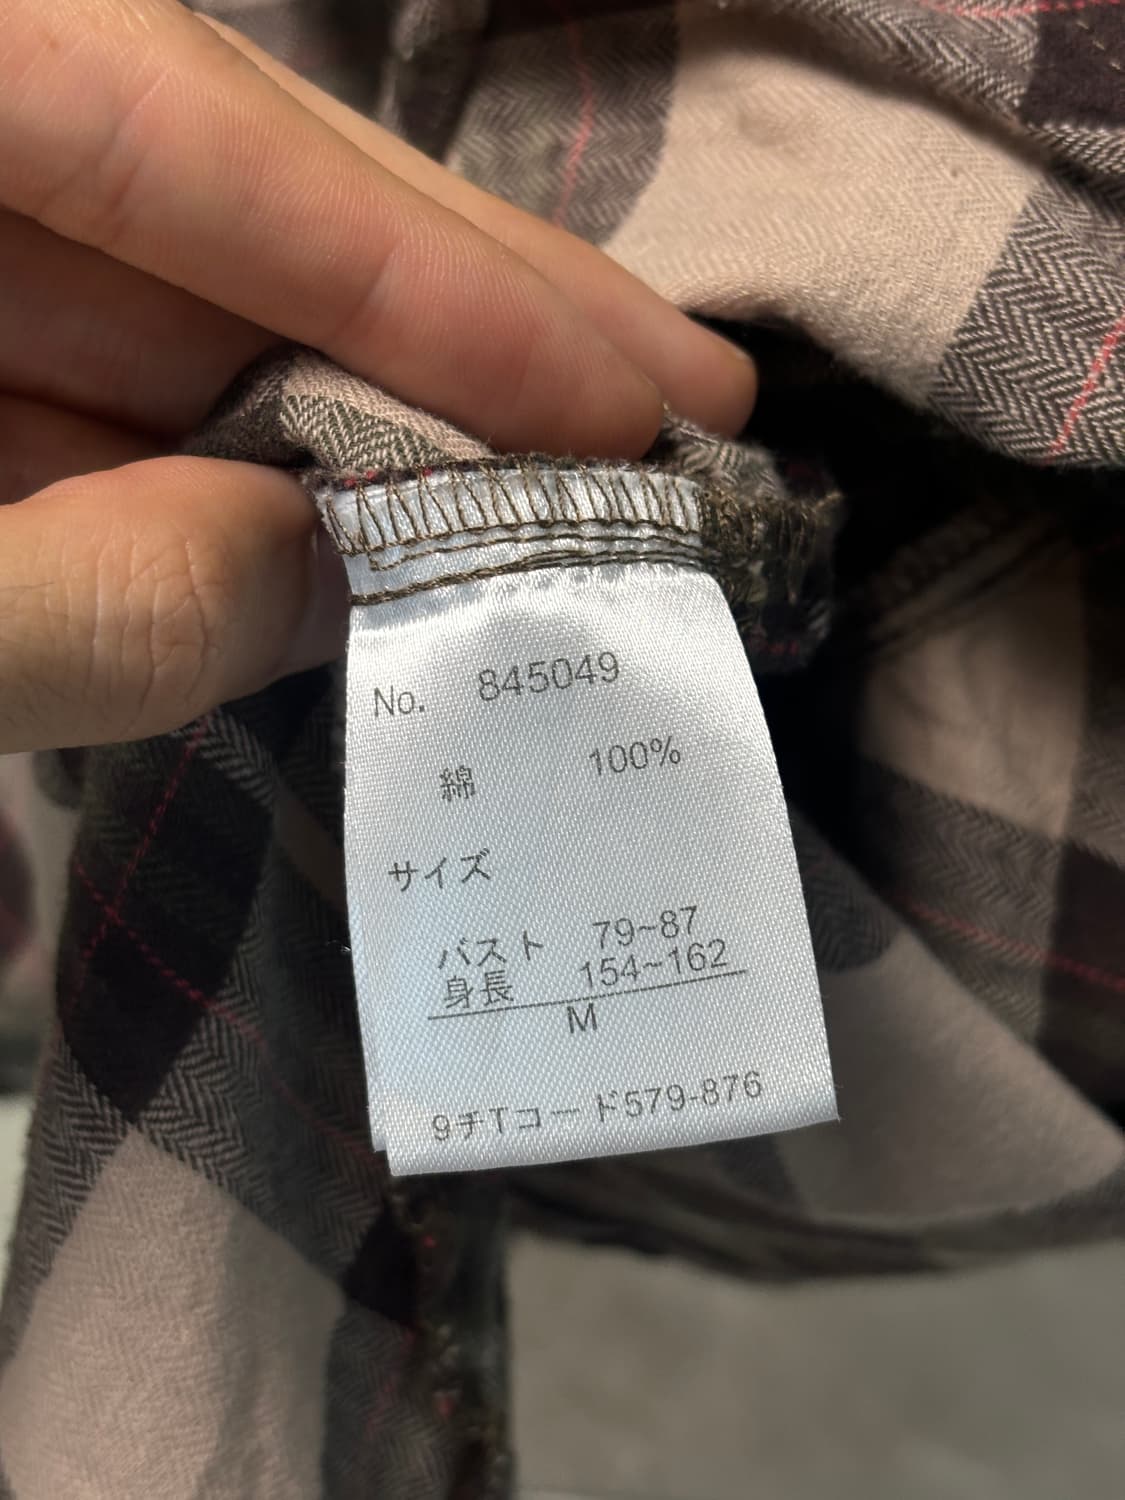 No. 845049
綿 100%
サイズ
バスト 79~87
身長 154~162
M
9チTコード579-876